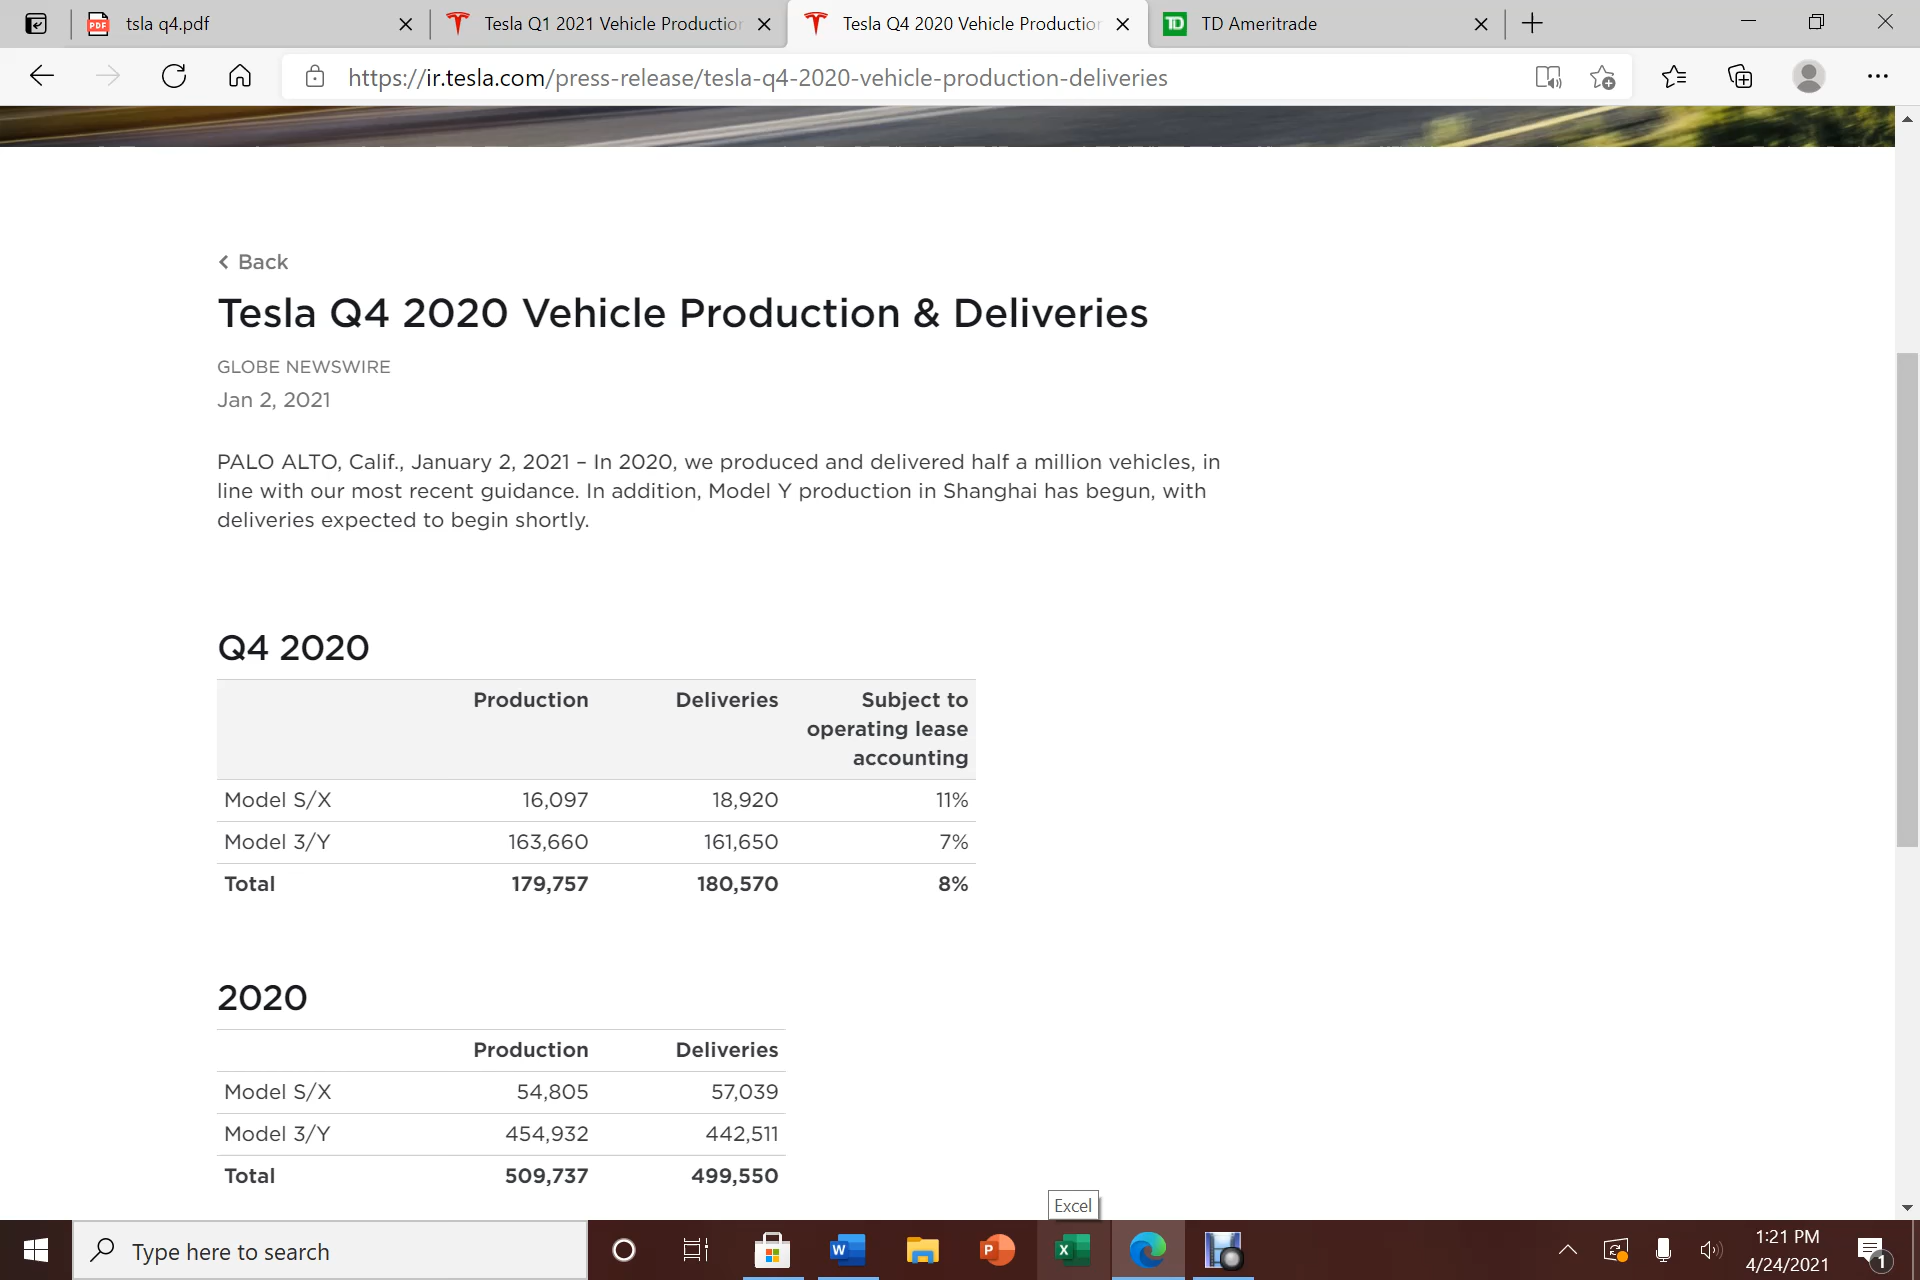 tsla q4.pdf
Tesla Q1 2021 Vehicle Production
Tesla Q4 2020 Vehicle Production
TD Ameritrade
https://ir.tesla.com/press-release/tesla-q4-2020-vehicle-production-deliveries
Back
Tesla Q4 2020 Vehicle Production & Deliveries
GLOBE NEWSWIRE
Jan 2, 2021
PALO ALTO, Calif., January 2, 2021 – In 2020, we produced and delivered half a million vehicles, in
line with our most recent guidance. In addition, Model Y production in Shanghai has begun, with
deliveries expected to begin shortly.
Q4 2020
Production Deliveries Subject to
operating lease
accounting
Model S/X 16,097 18,920 11%
Model 3/Y 163,660 161,650 7%
Total 179,757 180,570 8%
2020
Production Deliveries
Model S/X 54,805 57,039
Model 3/Y 454,932 442,511
Total 509,737 499,550
Excel
Type here to search
1:21 PM
4/24/2021
1